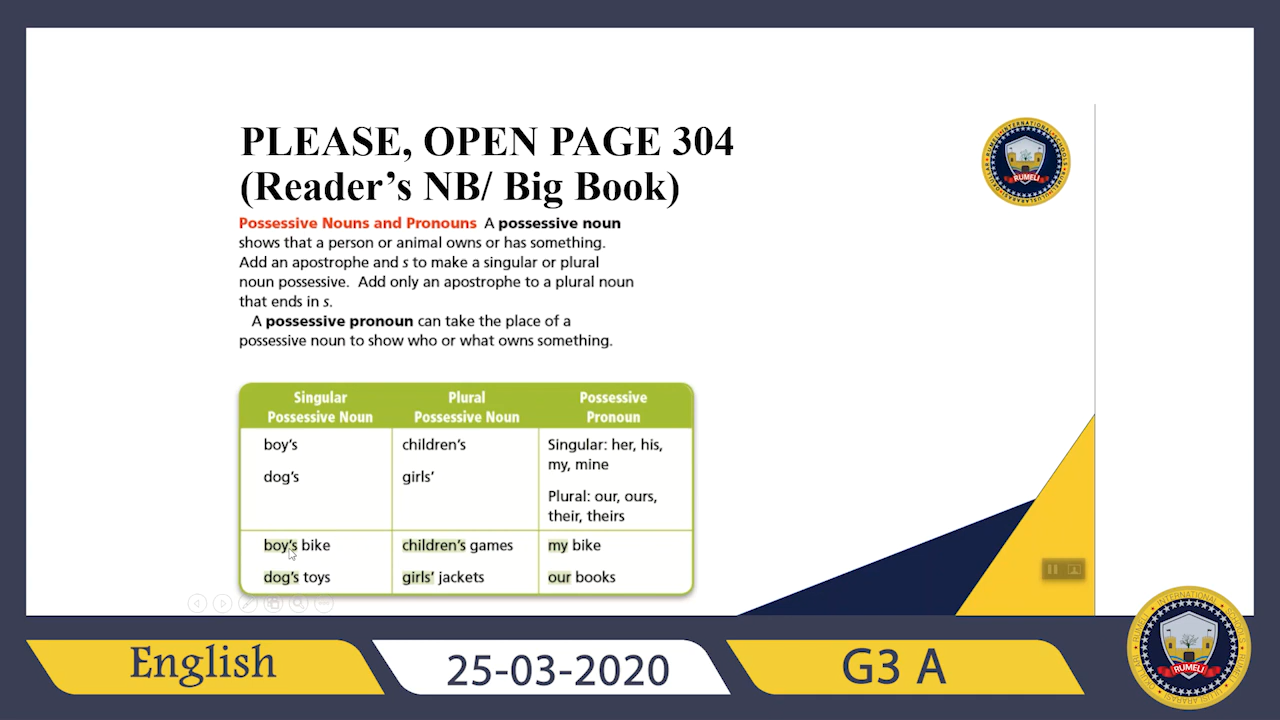 PLEASE, OPEN PAGE 304
(Reader's NB/ Big Book)
Possessive Nouns and Pronouns A possessive noun
shows that a person or animal owns or has something.
Add an apostrophe and s to make a singular or plural
noun possessive. Add only an apostrophe to a plural noun
that ends in s.
A possessive pronoun can take the place of a
possessive noun to show who or what owns something.
Singular Possessive Noun
Plural Possessive Noun
Possessive Pronoun
boy's
children's
Singular: her, his,
my, mine
dog's
girls'
Plural: our, ours,
their, theirs
boy's bike
children's games
my bike
dog's toys
girls' jackets
our books
RUMELI
English
25-03-2020
G3 A
RUMELI